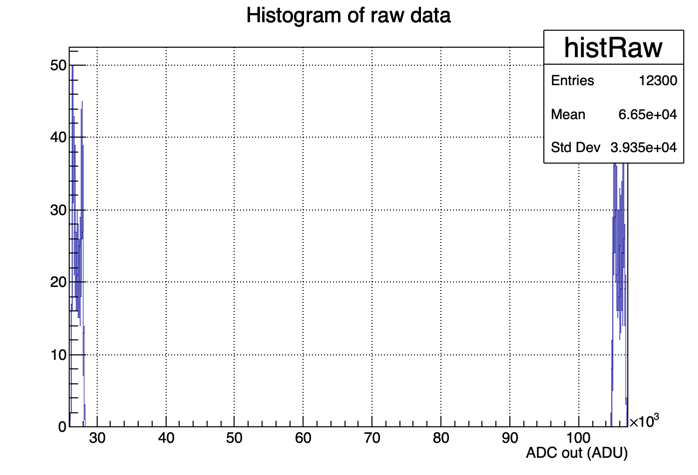 Histogram of raw data
histRaw
Entries 12300
Mean 6.65e+04
Std Dev 3.935e+04
50
40
30
20
10
0
30 40 50 60 70 80 90 100
×10³
ADC out (ADU)